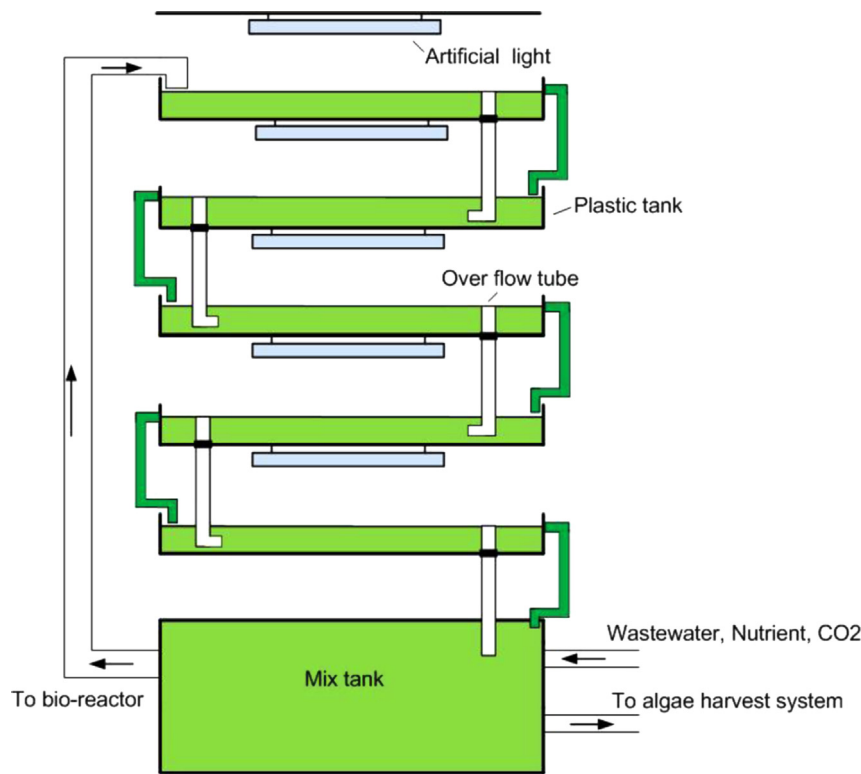 Artificial light
Plastic tank
Over flow tube
Wastewater, Nutrient, CO2
Mix tank
To bio-reactor
To algae harvest system